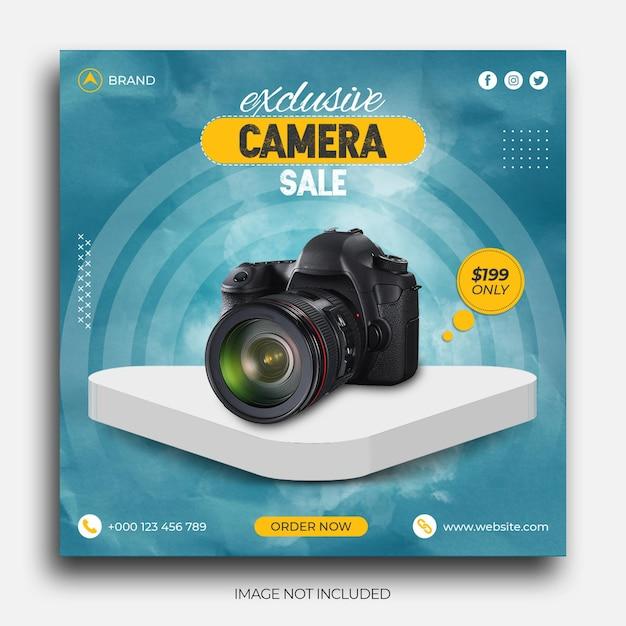 BRAND
exclusive
CAMERA
SALE
$199
ONLY
+000 123 456 789
ORDER NOW
www.website.com
IMAGE NOT INCLUDED